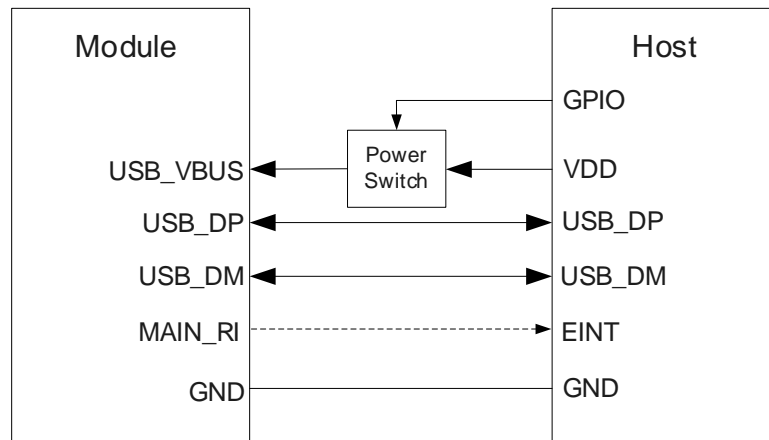 Module
Host
GPIO
Power
Switch
USB_VBUS
VDD
USB_DP
USB_DP
USB_DM
USB_DM
MAIN_RI
EINT
GND
GND